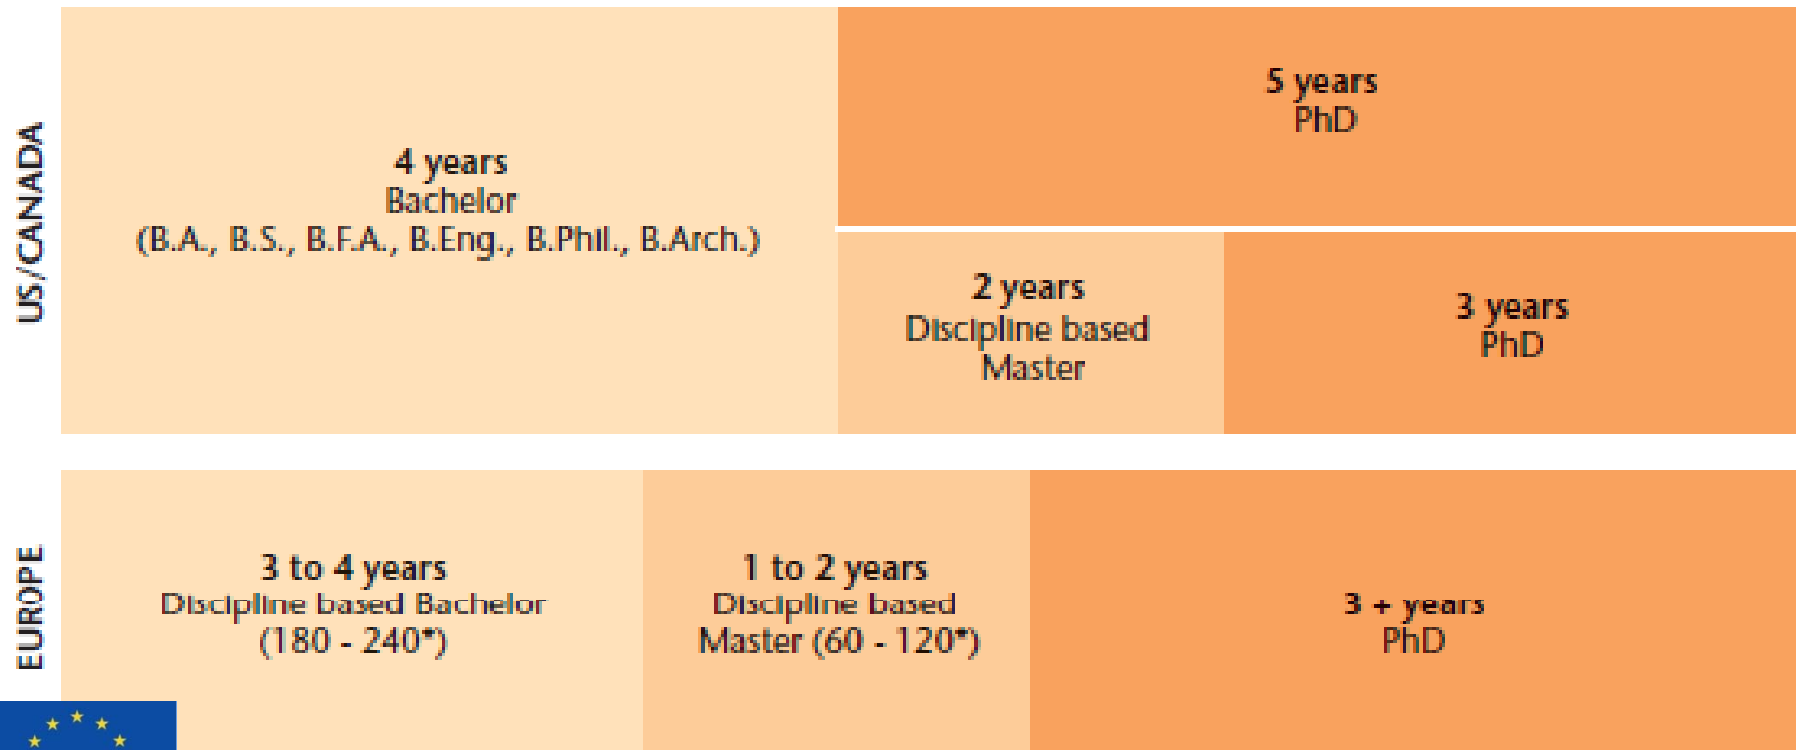 US/CANADA
4 years
Bachelor
(B.A., B.S., B.F.A., B.Eng., B.Phil., B.Arch.)
5 years
PhD
2 years
Discipline based
Master
3 years
PhD
EUROPE
3 to 4 years
Discipline based Bachelor
(180 - 240*)
1 to 2 years
Discipline based
Master (60 - 120*)
3 + years
PhD